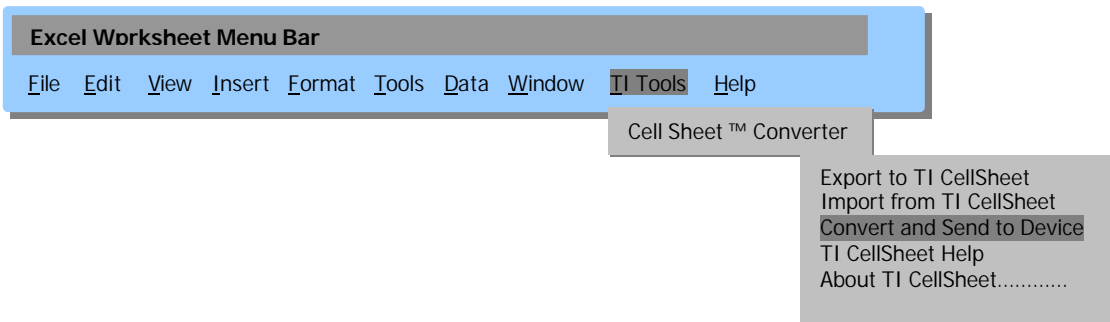 Excel Worksheet Menu Bar
File Edit View Insert Format Tools Data Window TI Tools Help
Cell Sheet ™ Converter
Export to TI CellSheet
Import from TI CellSheet
Convert and Send to Device
TI CellSheet Help
About TI CellSheet…………